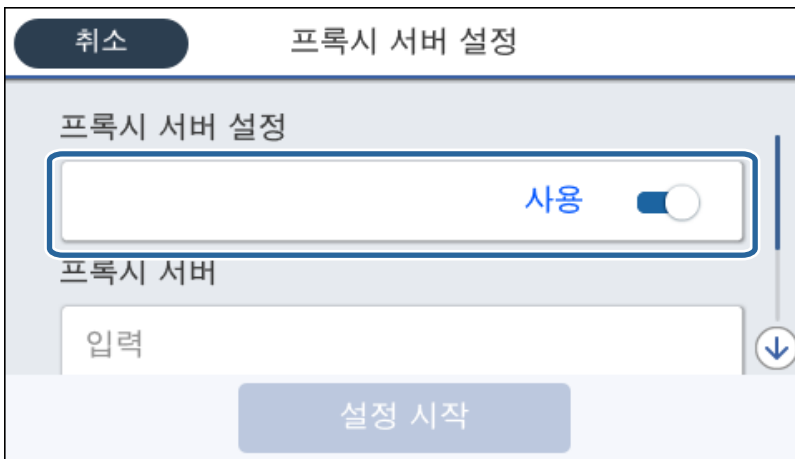 취소
프록시 서버 설정
프록시 서버 설정
사용
프록시 서버
입력
설정 시작